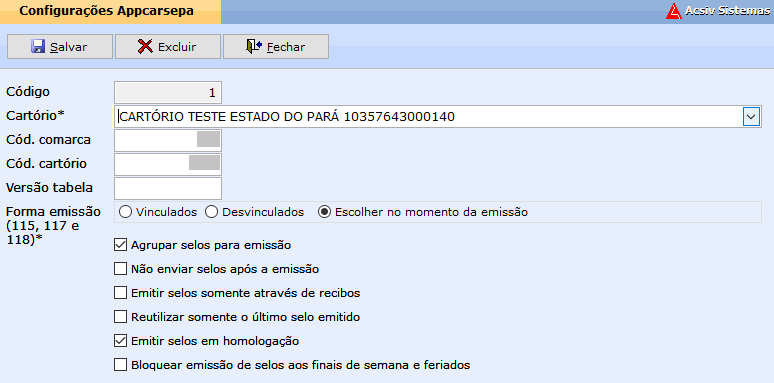 Configurações Appcarsepa
Acsiv Sistemas
Salvar Excluir Fechar
Código 1
Cartório* CARTÓRIO TESTE ESTADO DO PARÁ 10357643000140
Cód. comarca
Cód. cartório
Versão tabela
Forma emissão
(115, 117 e
118)*
Vinculados Desvinculados Escolher no momento da emissão
Agrupar selos para emissão
Não enviar selos após a emissão
Emitir selos somente através de recibos
Reutilizar somente o último selo emitido
Emitir selos em homologação
Bloquear emissão de selos aos finais de semana e feriados